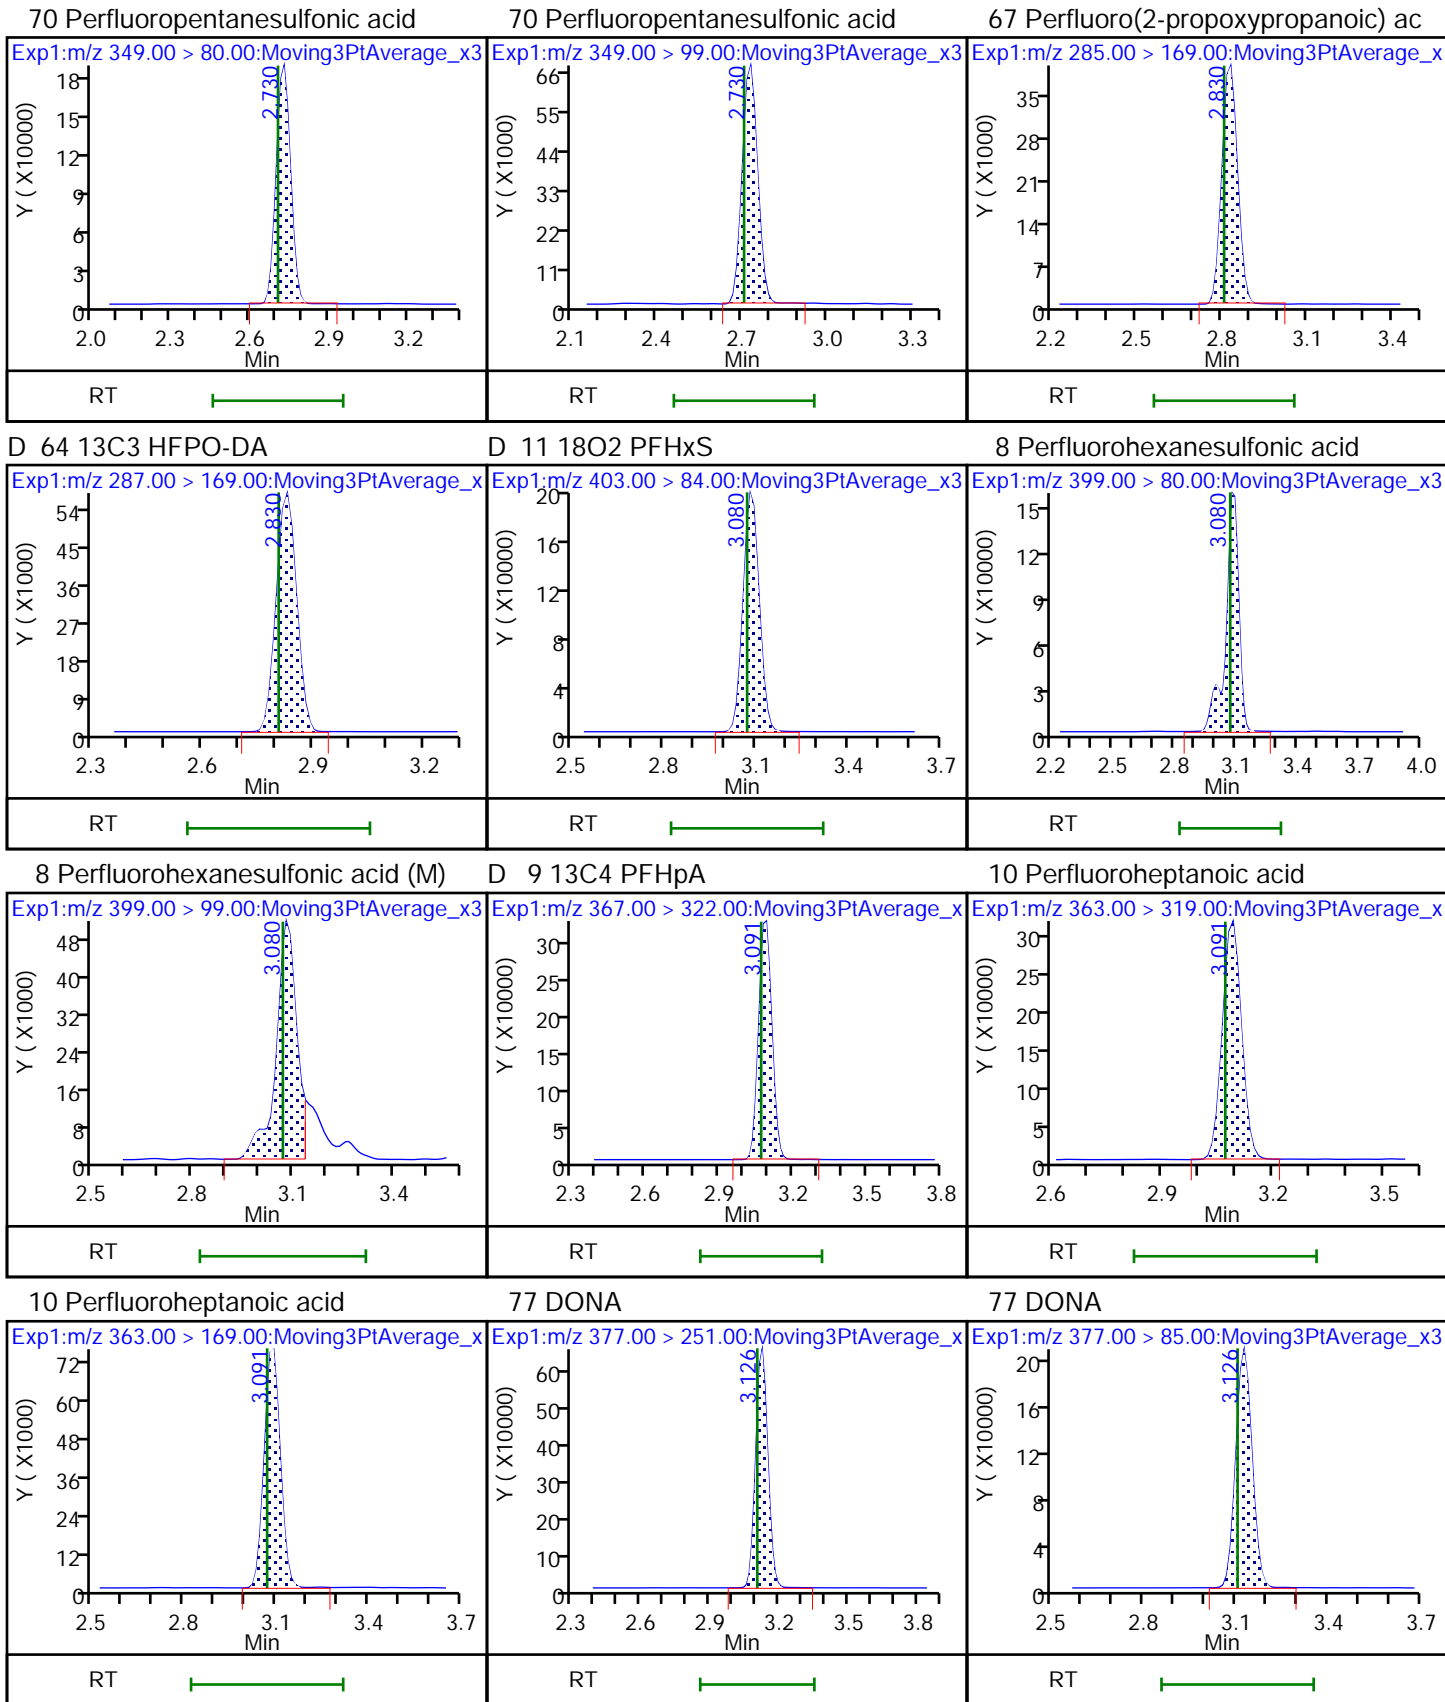 70 Perfluoropentanesulfonic acid
Exp1:m/z 349.00 > 80.00:Moving3PtAverage_x3
Y ( X10000)
18
15
12
9
6
3
0
2.730
2.0 2.3 2.6 2.9 3.2
Min
RT
70 Perfluoropentanesulfonic acid
Exp1:m/z 349.00 > 99.00:Moving3PtAverage_x3
Y ( X1000)
66
55
44
33
22
11
0
2.730
2.1 2.4 2.7 3.0 3.3
Min
RT
67 Perfluoro(2-propoxypropanoic) ac
Exp1:m/z 285.00 > 169.00:Moving3PtAverage_x
Y ( X10000)
35
28
21
14
7
0
2.830
2.2 2.5 2.8 3.1 3.4
Min
RT
D 64 13C3 HFPO-DA
Exp1:m/z 287.00 > 169.00:Moving3PtAverage_x
Y ( X10000)
54
45
36
27
18
9
0
2.830
2.3 2.6 2.9 3.2
Min
RT
D 11 18O2 PFHxS
Exp1:m/z 403.00 > 84.00:Moving3PtAverage_x3
Y ( X10000)
20
16
12
8
4
0
3.080
2.5 2.8 3.1 3.4 3.7
Min
RT
8 Perfluorohexanesulfonic acid
Exp1:m/z 399.00 > 80.00:Moving3PtAverage_x3
Y ( X10000)
15
12
9
6
3
0
3.080
2.2 2.5 2.8 3.1 3.4 3.7 4.0
Min
RT
8 Perfluorohexanesulfonic acid (M)
Exp1:m/z 399.00 > 99.00:Moving3PtAverage_x3
Y ( X1000)
48
40
32
24
16
8
0
3.080
2.5 2.8 3.1 3.4
Min
RT
D 9 13C4 PFHpA
Exp1:m/z 367.00 > 322.00:Moving3PtAverage_x
Y ( X10000)
30
25
20
15
10
5
0
3.091
2.3 2.6 2.9 3.2 3.5 3.8
Min
RT
10 Perfluoroheptanoic acid
Exp1:m/z 363.00 > 319.00:Moving3PtAverage_x
Y ( X10000)
30
25
20
15
10
5
0
3.091
2.6 2.9 3.2 3.5
Min
RT
10 Perfluoroheptanoic acid
Exp1:m/z 363.00 > 169.00:Moving3PtAverage_x
Y ( X1000)
72
60
48
36
24
12
0
3.091
2.5 2.8 3.1 3.4 3.7
Min
RT
77 DONA
Exp1:m/z 377.00 > 251.00:Moving3PtAverage_x
Y ( X10000)
60
50
40
30
20
10
0
3.126
2.3 2.6 2.9 3.2 3.5 3.8
Min
RT
77 DONA
Exp1:m/z 377.00 > 85.00:Moving3PtAverage_x3
Y ( X10000)
20
16
12
8
4
0
3.126
2.5 2.8 3.1 3.4 3.7
Min
RT